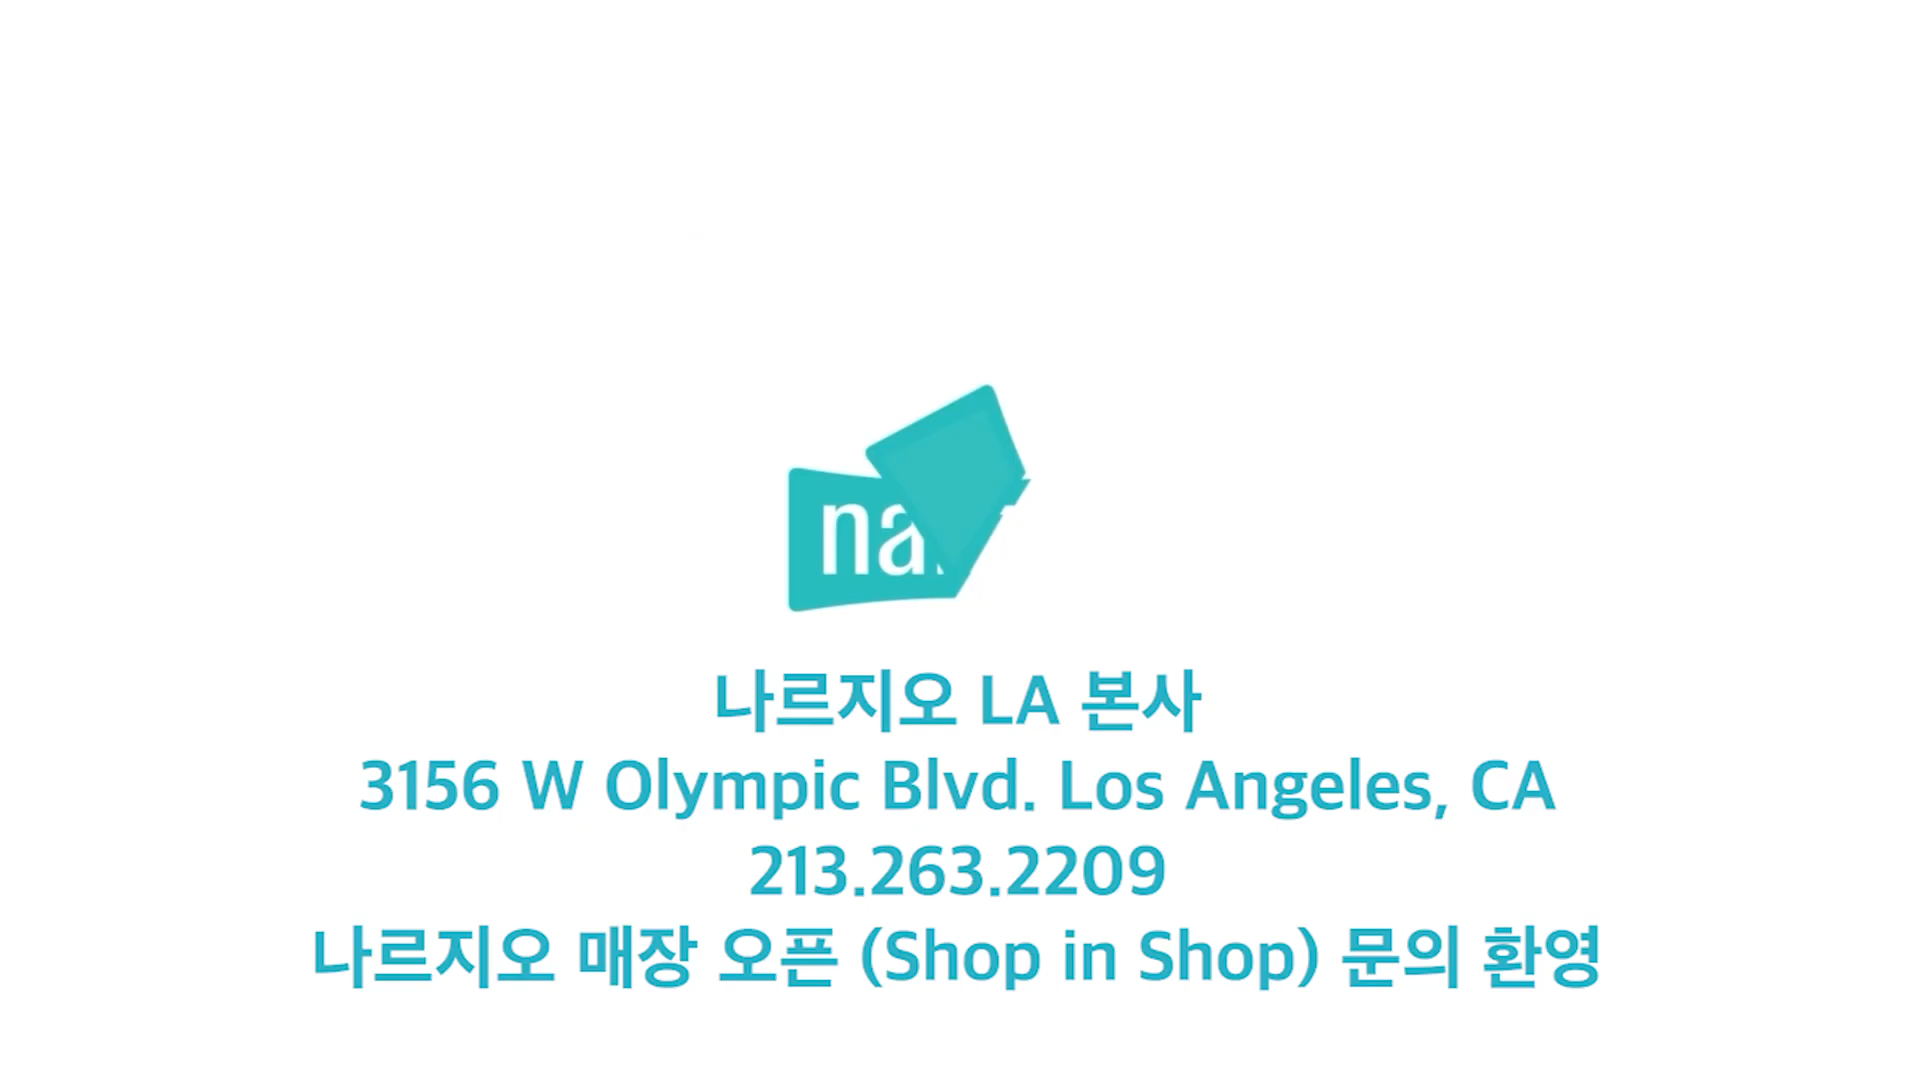 na
나르지오 LA 본사
3156 W Olympic Blvd. Los Angeles, CA
213.263.2209
나르지오 매장 오픈 (Shop in Shop) 문의 환영